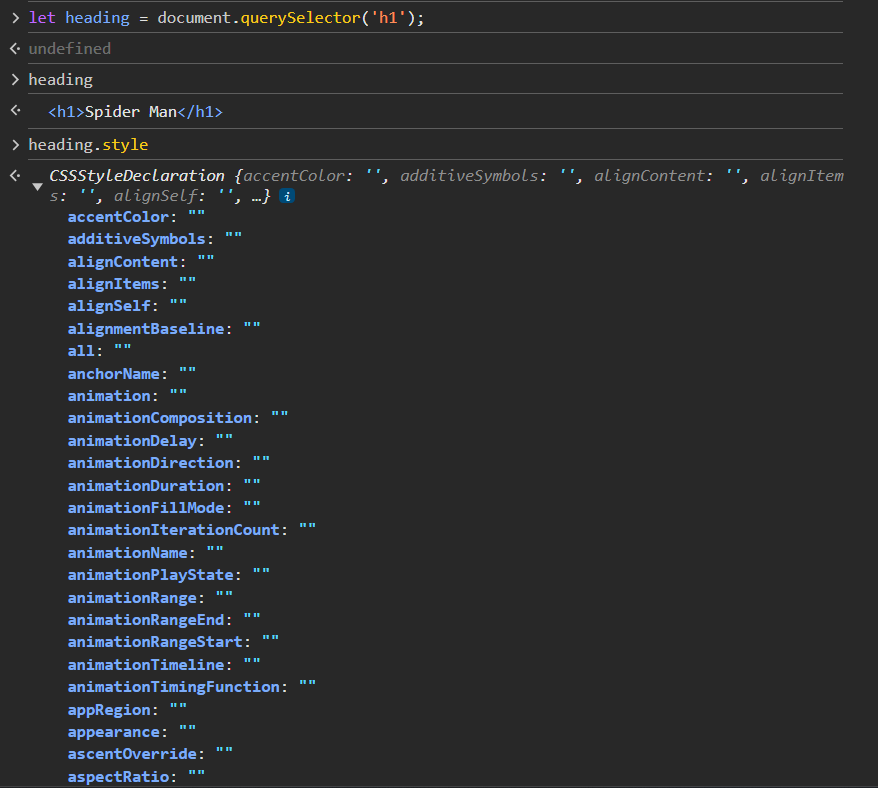 let heading = document.querySelector('h1');
undefined
heading
<h1>Spider Man</h1>
heading.style
CSSStyleDeclaration {accentColor: '', additiveSymbols: '', alignContent: '', alignItem
s: '', alignSelf: '', …} i
accentColor: ""
additiveSymbols: ""
alignContent: ""
alignItems: ""
alignSelf: ""
alignmentBaseline: ""
all: ""
anchorName: ""
animation: ""
animationComposition: ""
animationDelay: ""
animationDirection: ""
animationDuration: ""
animationFillMode: ""
animationIterationCount: ""
animationName: ""
animationPlayState: ""
animationRange: ""
animationRangeEnd: ""
animationRangeStart: ""
animationTimeline: ""
animationTimingFunction: ""
appRegion: ""
appearance: ""
ascentOverride: ""
aspectRatio: ""